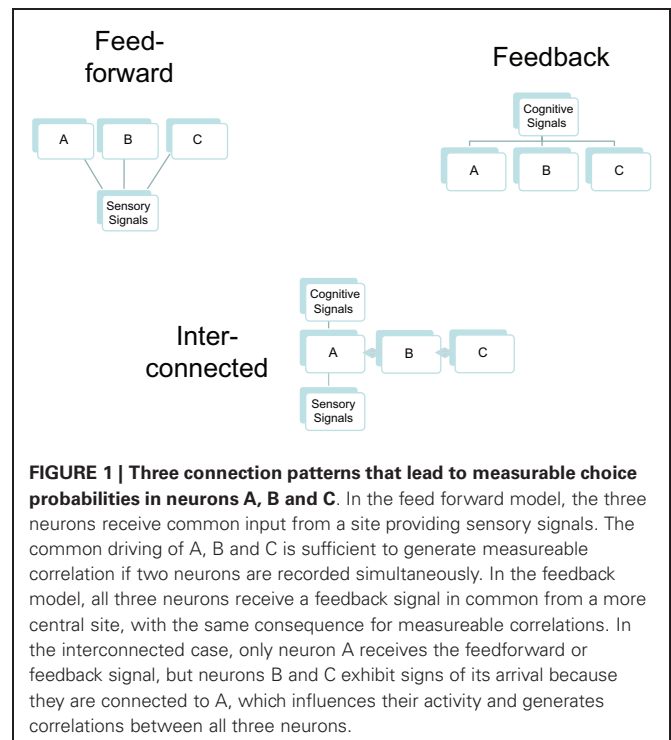 Feed-
forward
Feedback
Cognitive
Signals
A
B
C
A
B
C
Sensory
Signals
Cognitive
Signals
Inter-
connected
A
B
C
Sensory
Signals
FIGURE 1 | Three connection patterns that lead to measurable choice
probabilities in neurons A, B and C. In the feed forward model, the three
neurons receive common input from a site providing sensory signals. The
common driving of A, B and C is sufficient to generate measureable
correlation if two neurons are recorded simultaneously. In the feedback
model, all three neurons receive a feedback signal in common from a more
central site, with the same consequence for measureable correlations. In
the interconnected case, only neuron A receives the feedforward or
feedback signal, but neurons B and C exhibit signs of its arrival because
they are connected to A, which influences their activity and generates
correlations between all three neurons.